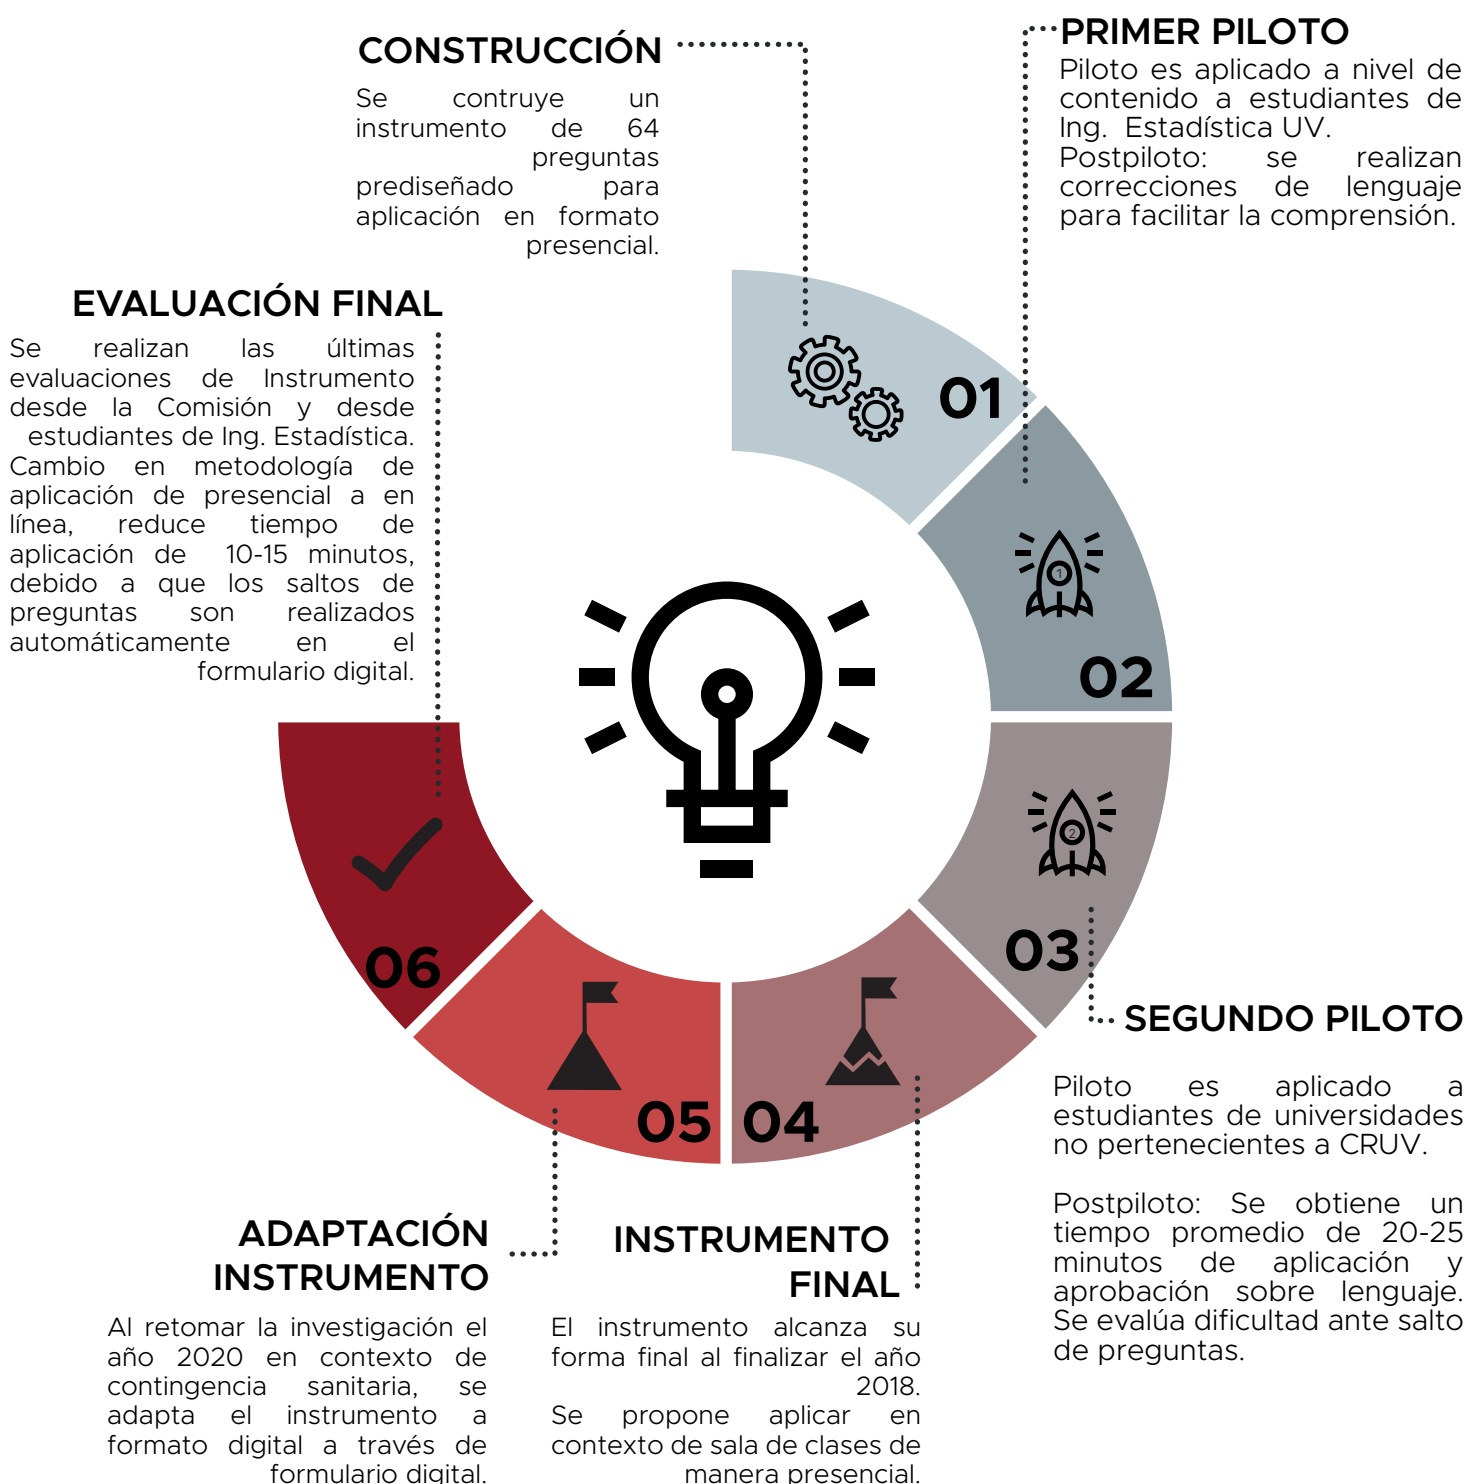 CONSTRUCCIÓN
Se contruye un
instrumento de 64
preguntas
prediseñado para
aplicación en formato
presencial.
01
PRIMER PILOTO
Piloto es aplicado a nivel de
contenido a estudiantes de
Ing. Estadística UV.
Postpiloto: se realizan
correcciones de lenguaje
para facilitar la comprensión.
1
02
2
03
SEGUNDO PILOTO
Piloto es aplicado a
estudiantes de universidades
no pertenecientes a CRUV.
Postpiloto: Se obtiene un
tiempo promedio de 20-25
minutos de aplicación y
aprobación sobre lenguaje.
Se evalúa dificultad ante salto
de preguntas.
04
INSTRUMENTO
FINAL
El instrumento alcanza su
forma final al finalizar el año
2018.
Se propone aplicar en
contexto de sala de clases de
manera presencial.
05
ADAPTACIÓN
INSTRUMENTO
Al retomar la investigación el
año 2020 en contexto de
contingencia sanitaria, se
adapta el instrumento a
formato digital a través de
formulario digital.
06
EVALUACIÓN FINAL
Se realizan las últimas
evaluaciones de Instrumento
desde la Comisión y desde
estudiantes de Ing. Estadística.
Cambio en metodología de
aplicación de presencial a en
línea, reduce tiempo de
aplicación de 10-15 minutos,
debido a que los saltos de
preguntas son realizados
automáticamente en el
formulario digital.